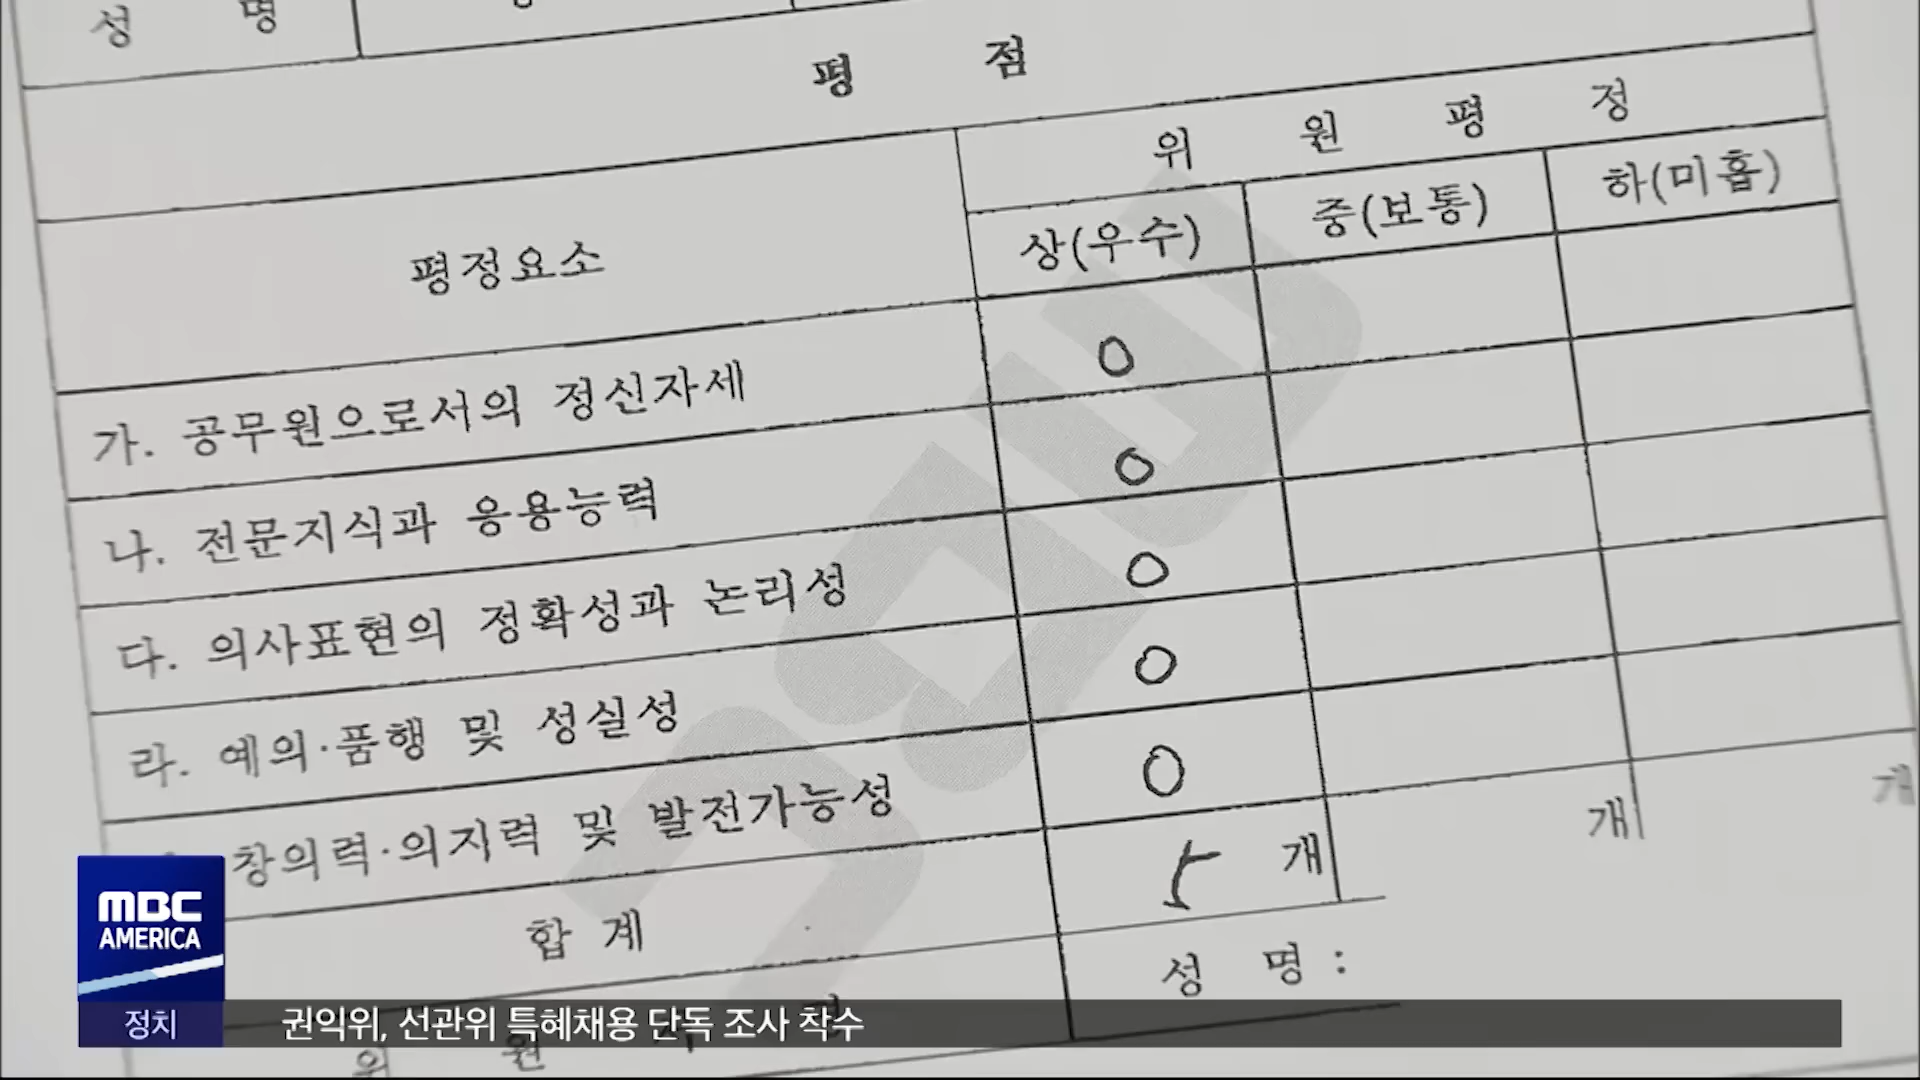 성 명
평 점
위 원 평 정
평정요소
상(우수) 중(보통) 하(미흡)
가. 공무원으로서의 정신자세 O
나. 전문지식과 응용능력 O
다. 의사표현의 정확성과 논리성 O
라. 예의·품행 및 성실성 O
창의력·의지력 및 발전가능성 O
합 계 5 개 개 개
성 명 :
위 원
MBC
AMERICA
정치
권익위, 선관위 특혜채용 단독 조사 착수